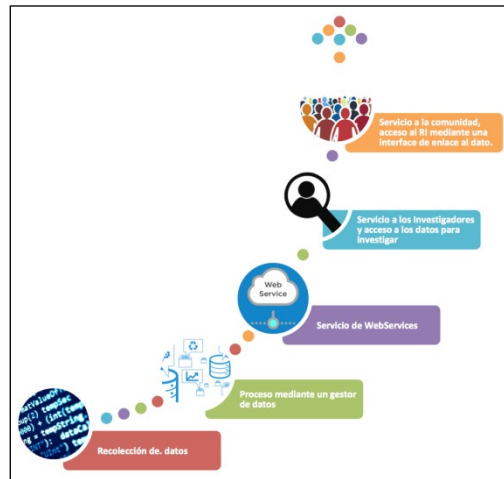 Servicio a la comunidad,
acceso al RI mediante una
interface de enlace al dato.
Servicio a los Investigadores
y acceso a los datos para
Investigar
Web
Service
Servicio de WebServices
Proceso mediante un gestor
de datos
Recolección de. datos